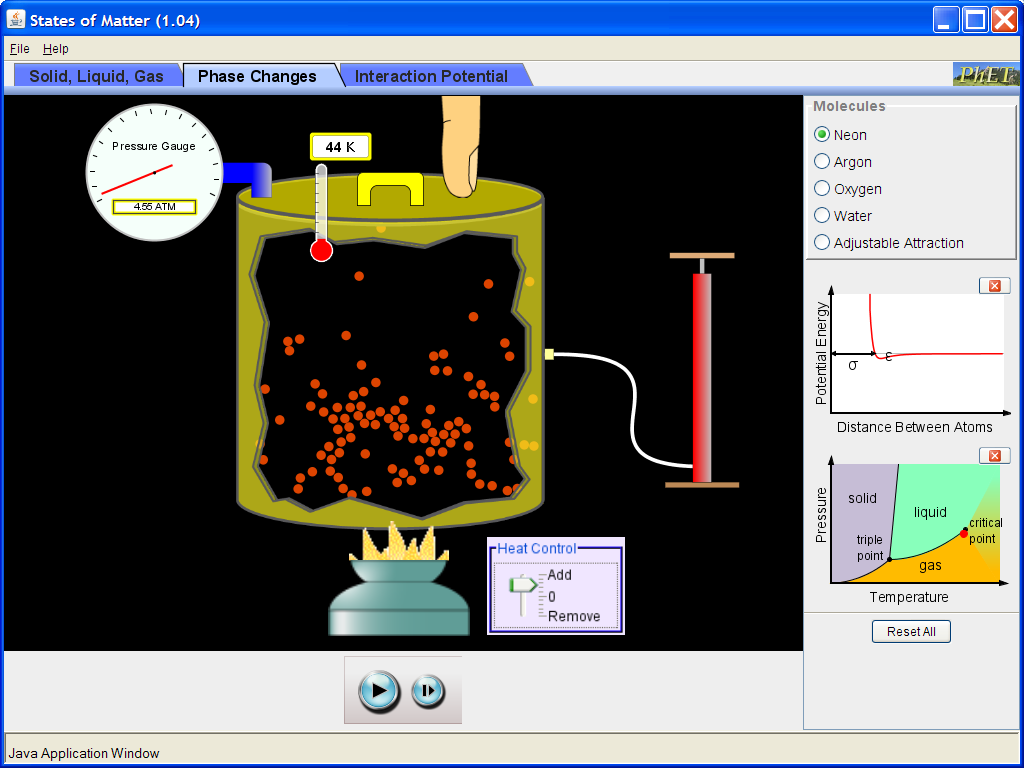 States of Matter (1.04)
File Help
Solid, Liquid, Gas
Phase Changes
Interaction Potential
PhET
Pressure Gauge
4.55 ATM
44 K
Molecules
Neon
Argon
Oxygen
Water
Adjustable Attraction
Potential Energy
σ
ε
Distance Between Atoms
Pressure
solid
liquid
critical
point
triple
point
gas
Temperature
Heat Control
Add
0
Remove
Reset All
Java Application Window